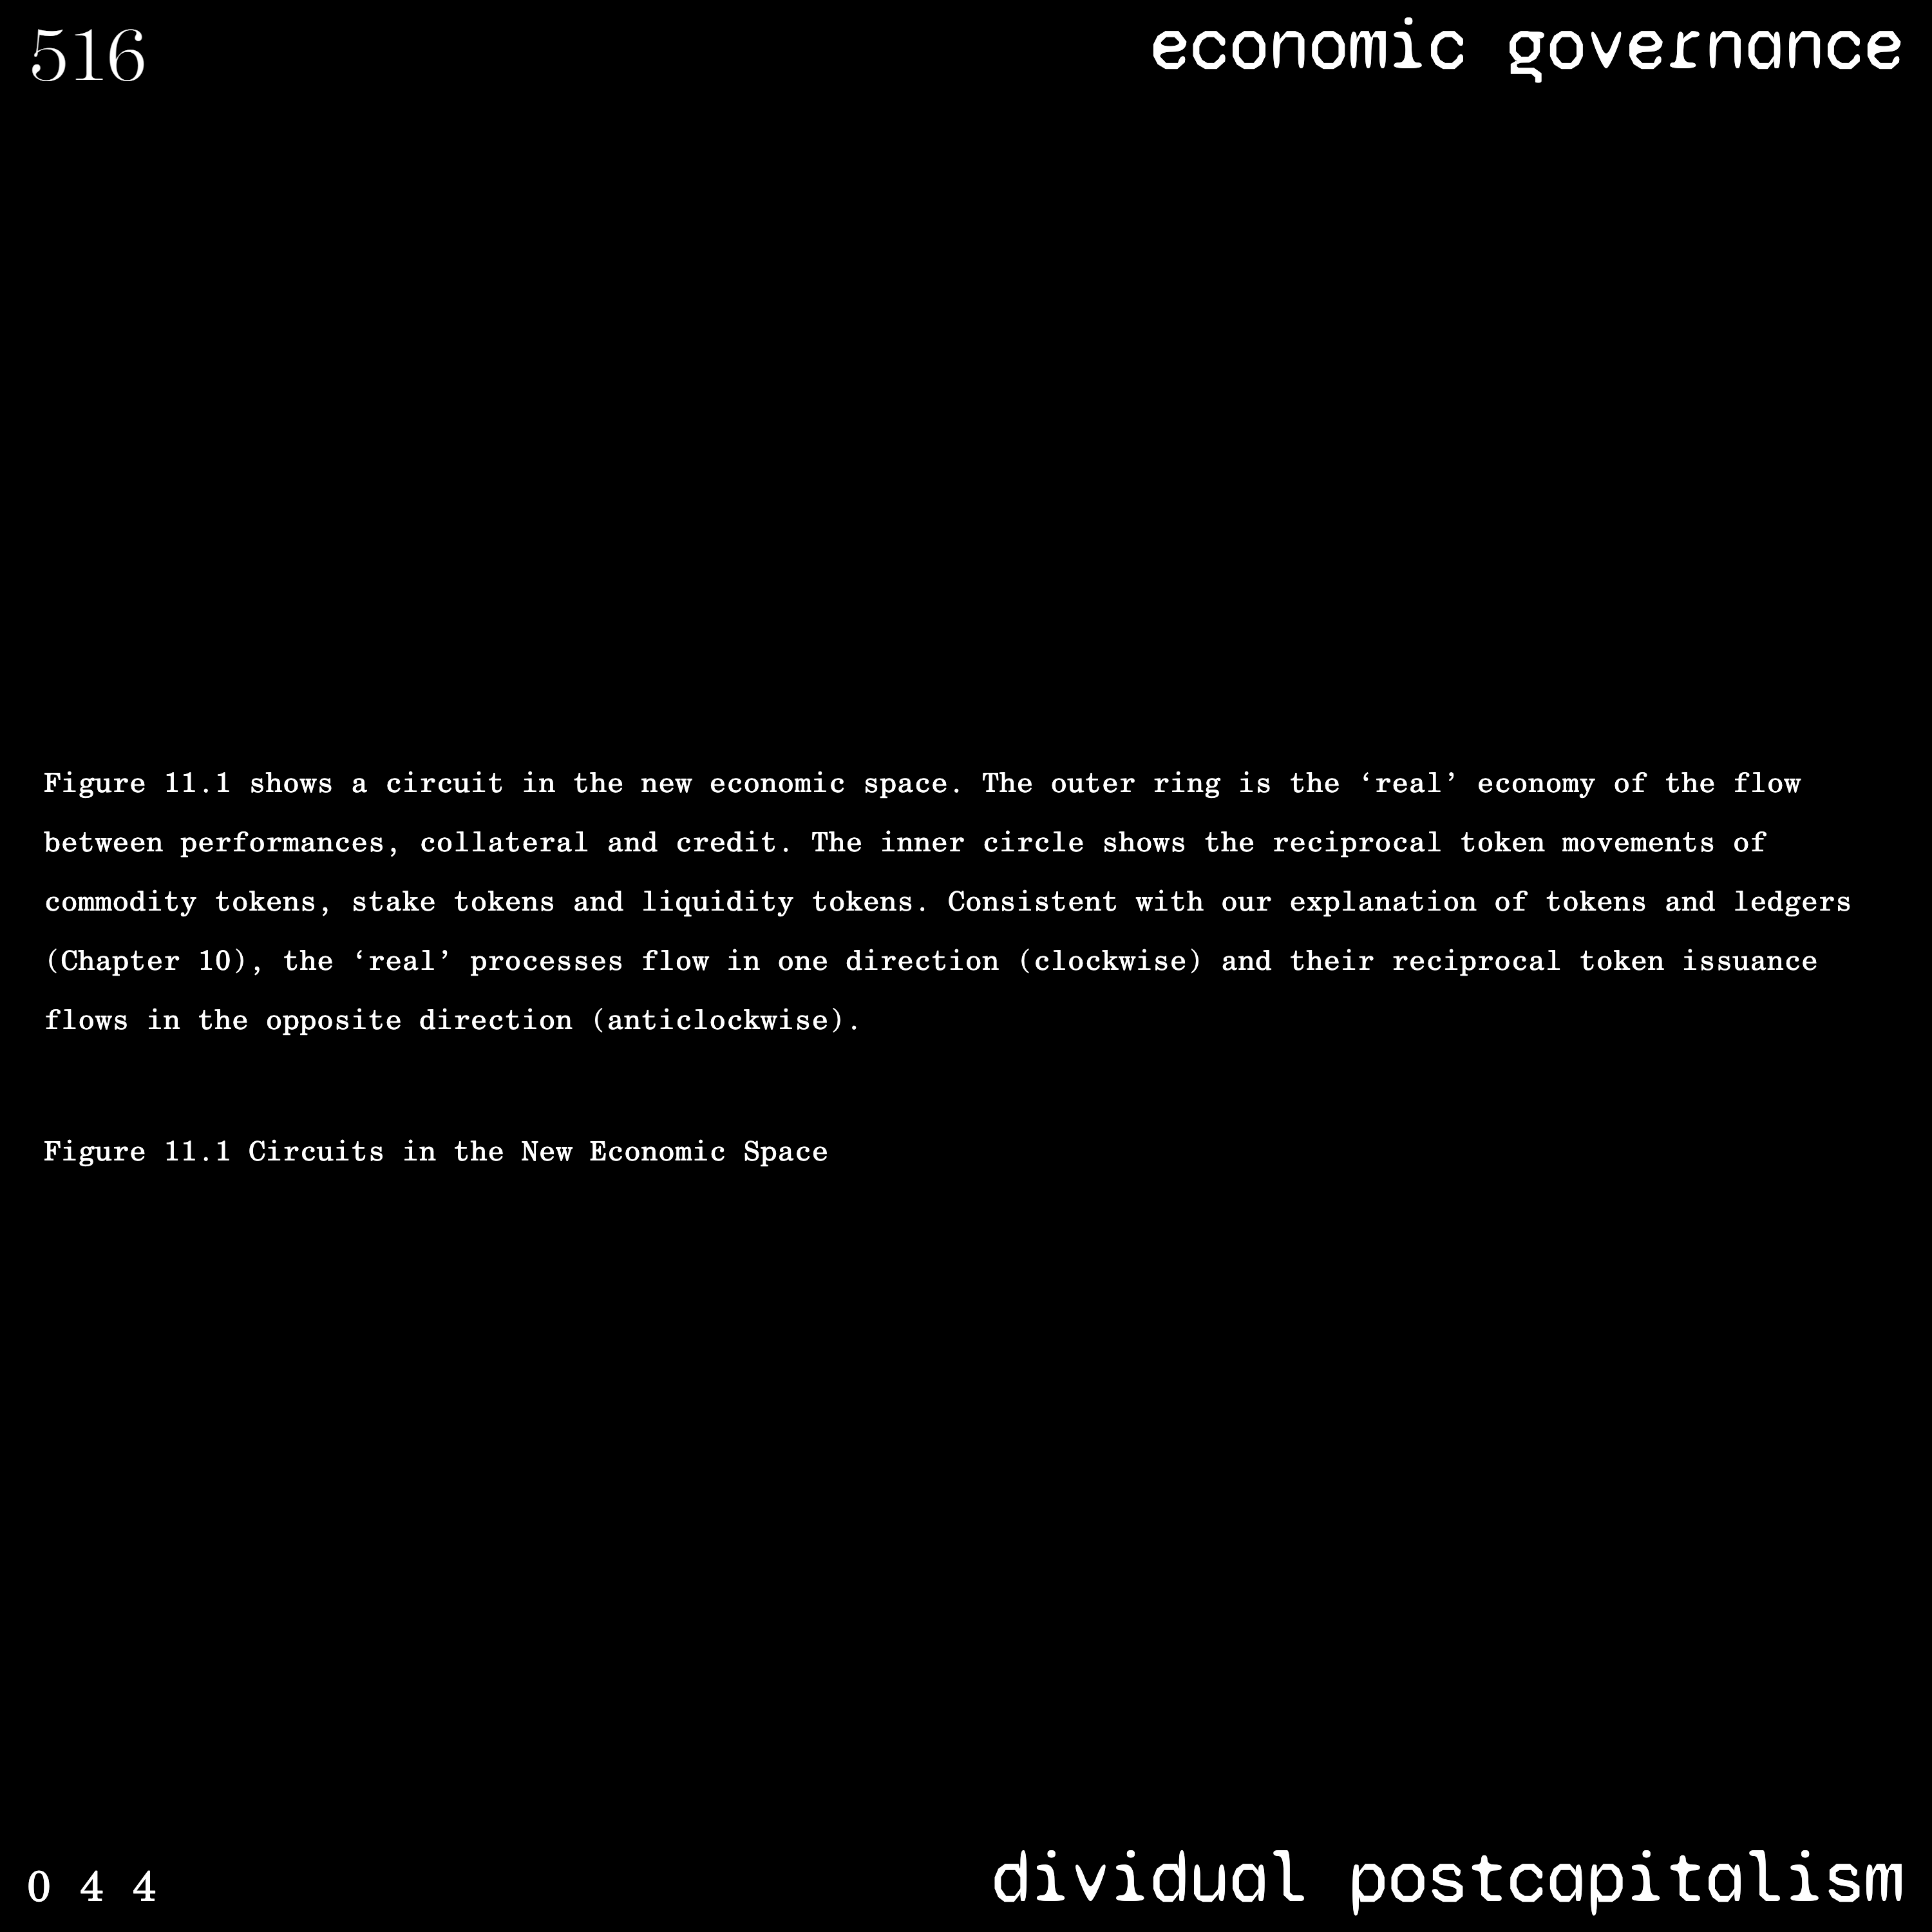 516
economic governance
Figure 11.1 shows a circuit in the new economic space. The outer ring is the ‘real’ economy of the flow
between performances, collateral and credit. The inner circle shows the reciprocal token movements of
commodity tokens, stake tokens and liquidity tokens. Consistent with our explanation of tokens and ledgers
(Chapter 10), the ‘real’ processes flow in one direction (clockwise) and their reciprocal token issuance
flows in the opposite direction (anticlockwise).
Figure 11.1 Circuits in the New Economic Space
0 4 4
dividual postcapitalism